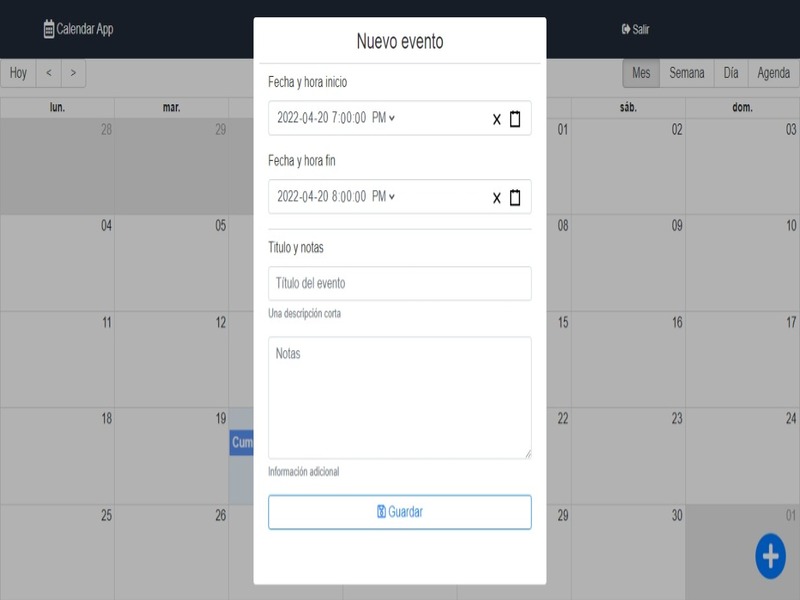 Calendar App
Salir
Hoy < >
Mes Semana Día Agenda
lun. mar. sáb. dom.
28 29 01 02 03
04 05 08 09 10
11 12 15 16 17
18 19 22 23 24
Cum
25 26 29 30 01
Nuevo evento
Fecha y hora inicio
2022-04-20 7:00:00 PM
Fecha y hora fin
2022-04-20 8:00:00 PM
Titulo y notas
Título del evento
Una descripción corta
Notas
Información adicional
Guardar